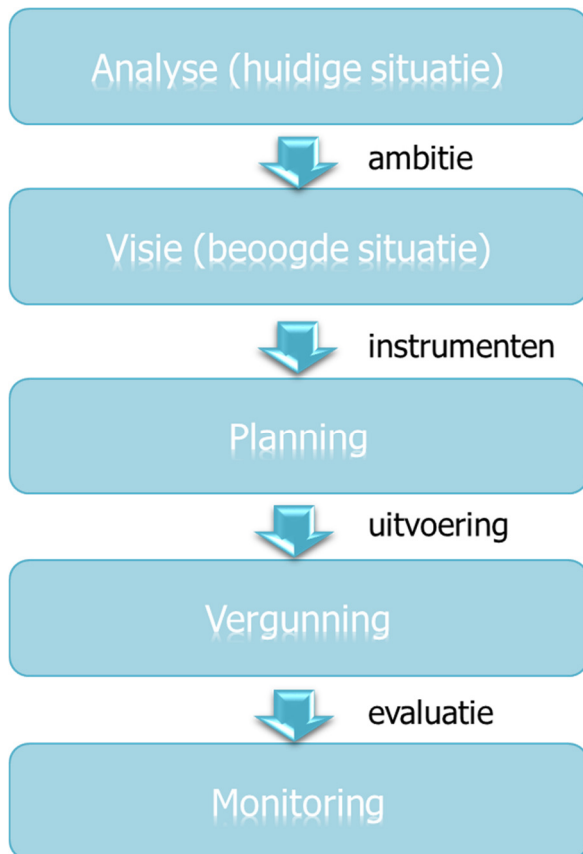 Analyse (huidige situatie)
ambitie
Visie (beoogde situatie)
instrumenten
Planning
uitvoering
Vergunning
evaluatie
Monitoring